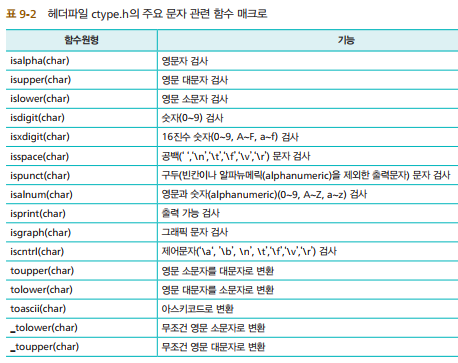 표 9-2 헤더파일 ctype.h의 주요 문자 관련 함수 매크로
함수원형 기능
isalpha(char) 영문자 검사
isupper(char) 영문 대문자 검사
islower(char) 영문 소문자 검사
isdigit(char) 숫자(0~9) 검사
isxdigit(char) 16진수 숫자(0~9, A~F, a~f) 검사
isspace(char) 공백(' ','\n','\t','\f','\v','\r') 문자 검사
ispunct(char) 구두(빈칸이나 알파뉴메릭(alphanumeric)을 제외한 출력문자) 문자 검사
isalnum(char) 영문과 숫자(alphanumeric)(0~9, A~Z, a~z) 검사
isprint(char) 출력 가능 검사
isgraph(char) 그래픽 문자 검사
iscntrl(char) 제어문자('\a', '\b', \n', \t','\f','\v','\r') 검사
toupper(char) 영문 소문자를 대문자로 변환
tolower(char) 영문 대문자를 소문자로 변환
toascii(char) 아스키코드로 변환
_tolower(char) 무조건 영문 소문자로 변환
_toupper(char) 무조건 영문 대문자로 변환